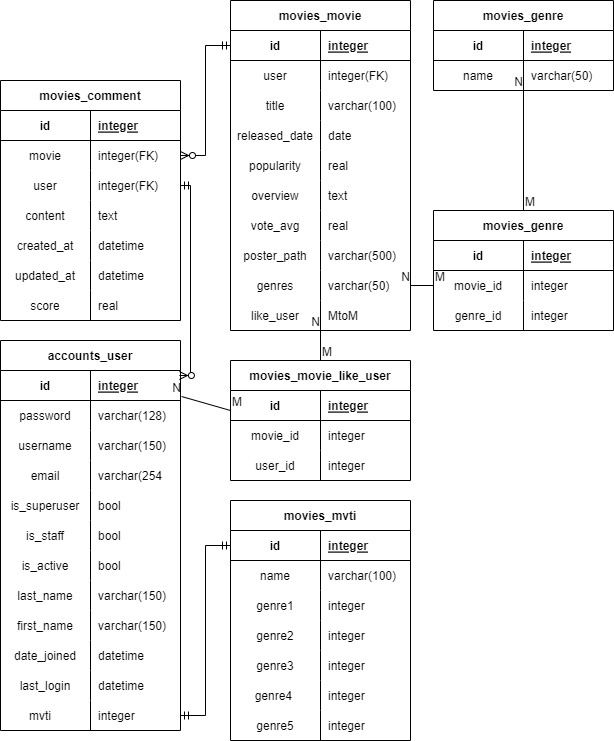 movies_movie
id integer
user integer(FK)
title varchar(100)
released_date date
popularity real
overview text
vote_avg real
poster_path varchar(500)
genres varchar(50)
like_user MtoM
N
N
M
movies_genre
id integer
name varchar(50)
N
M
movies_genre
id integer
M
movie_id integer
genre_id integer
movies_comment
id integer
movie integer(FK)
user integer(FK)
content text
created_at datetime
updated_at datetime
score real
accounts_user
id integer
N
password varchar(128)
username varchar(150)
email varchar(254
is_superuser bool
is_staff bool
is_active bool
last_name varchar(150)
first_name varchar(150)
date_joined datetime
last_login datetime
mvti integer
movies_movie_like_user
M
id integer
movie_id integer
user_id integer
movies_mvti
id integer
name varchar(100)
genre1 integer
genre2 integer
genre3 integer
genre4 integer
genre5 integer